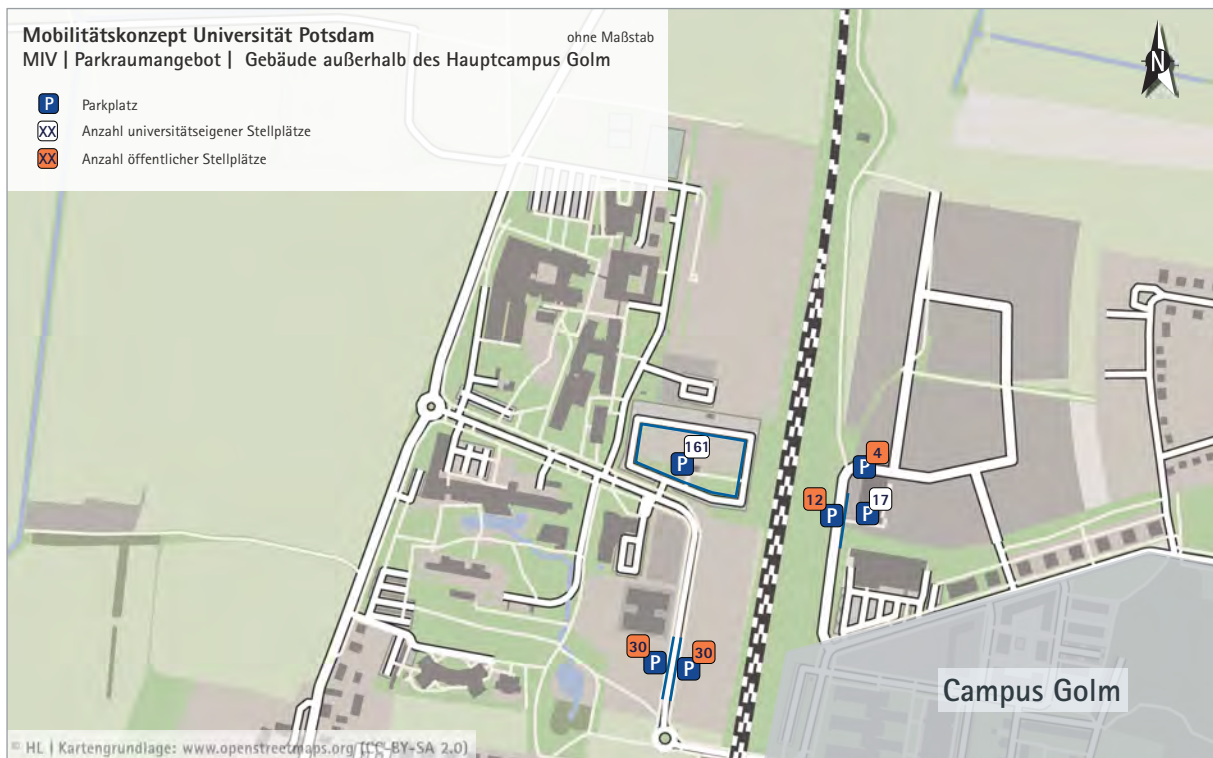 Mobilitätskonzept Universität Potsdam
ohne Maßstab
MIV | Parkraumangebot | Gebäude außerhalb des Hauptcampus Golm
P Parkplatz
XX Anzahl universitätseigener Stellplätze
XX Anzahl öffentlicher Stellplätze
N
161
P
4
P
12
P
17
P
30
P
30
P
Campus Golm
© HL | Kartengrundlage: www.openstreetmaps.org (CC-BY-SA 2.0)